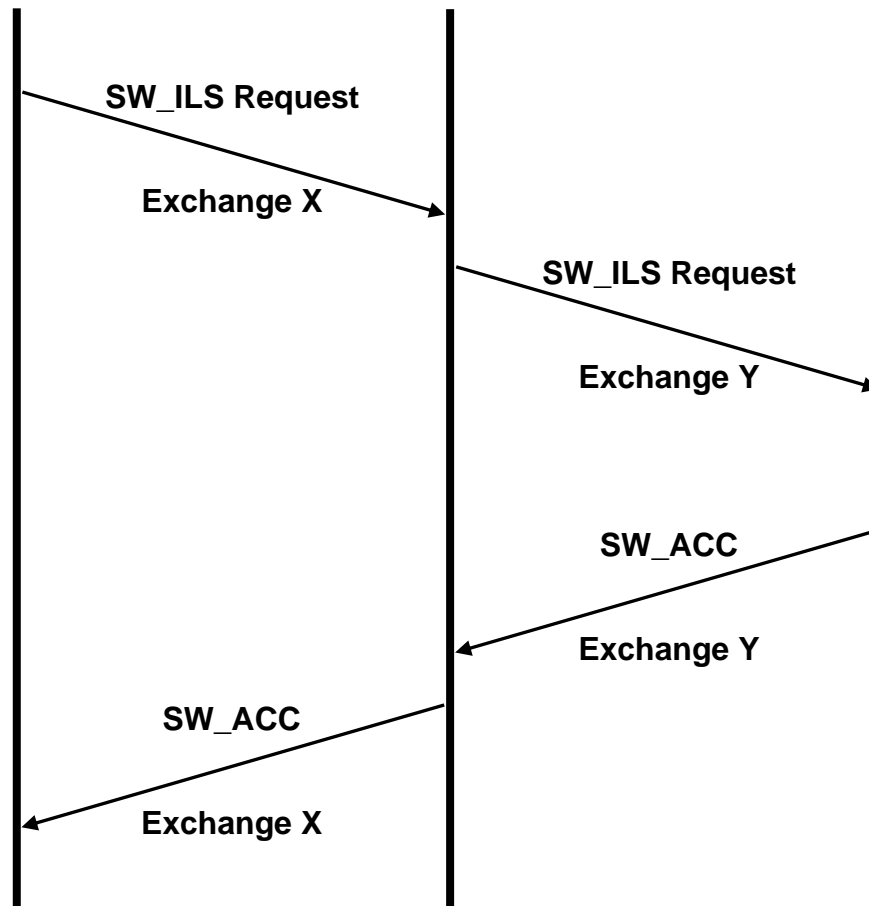 SW_ILS Request
Exchange X
SW_ILS Request
Exchange Y
SW_ACC
Exchange Y
SW_ACC
Exchange X